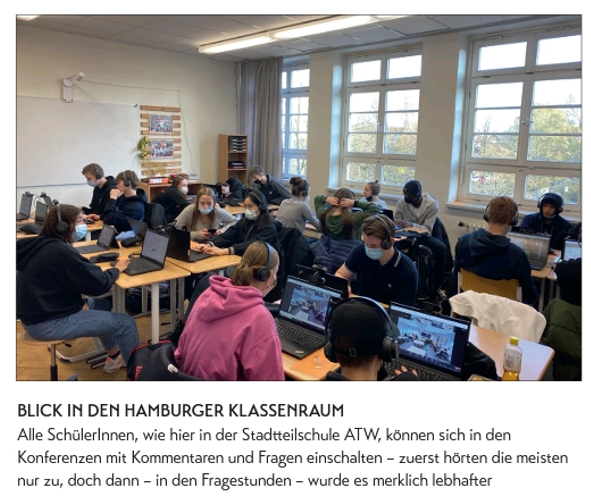 BLICK IN DEN HAMBURGER KLASSENRAUM
Alle SchülerInnen, wie hier in der Stadtteilschule ATW, können sich in den
Konferenzen mit Kommentaren und Fragen einschalten – zuerst hörten die meisten
nur zu, doch dann – in den Fragestunden – wurde es merklich lebhafter